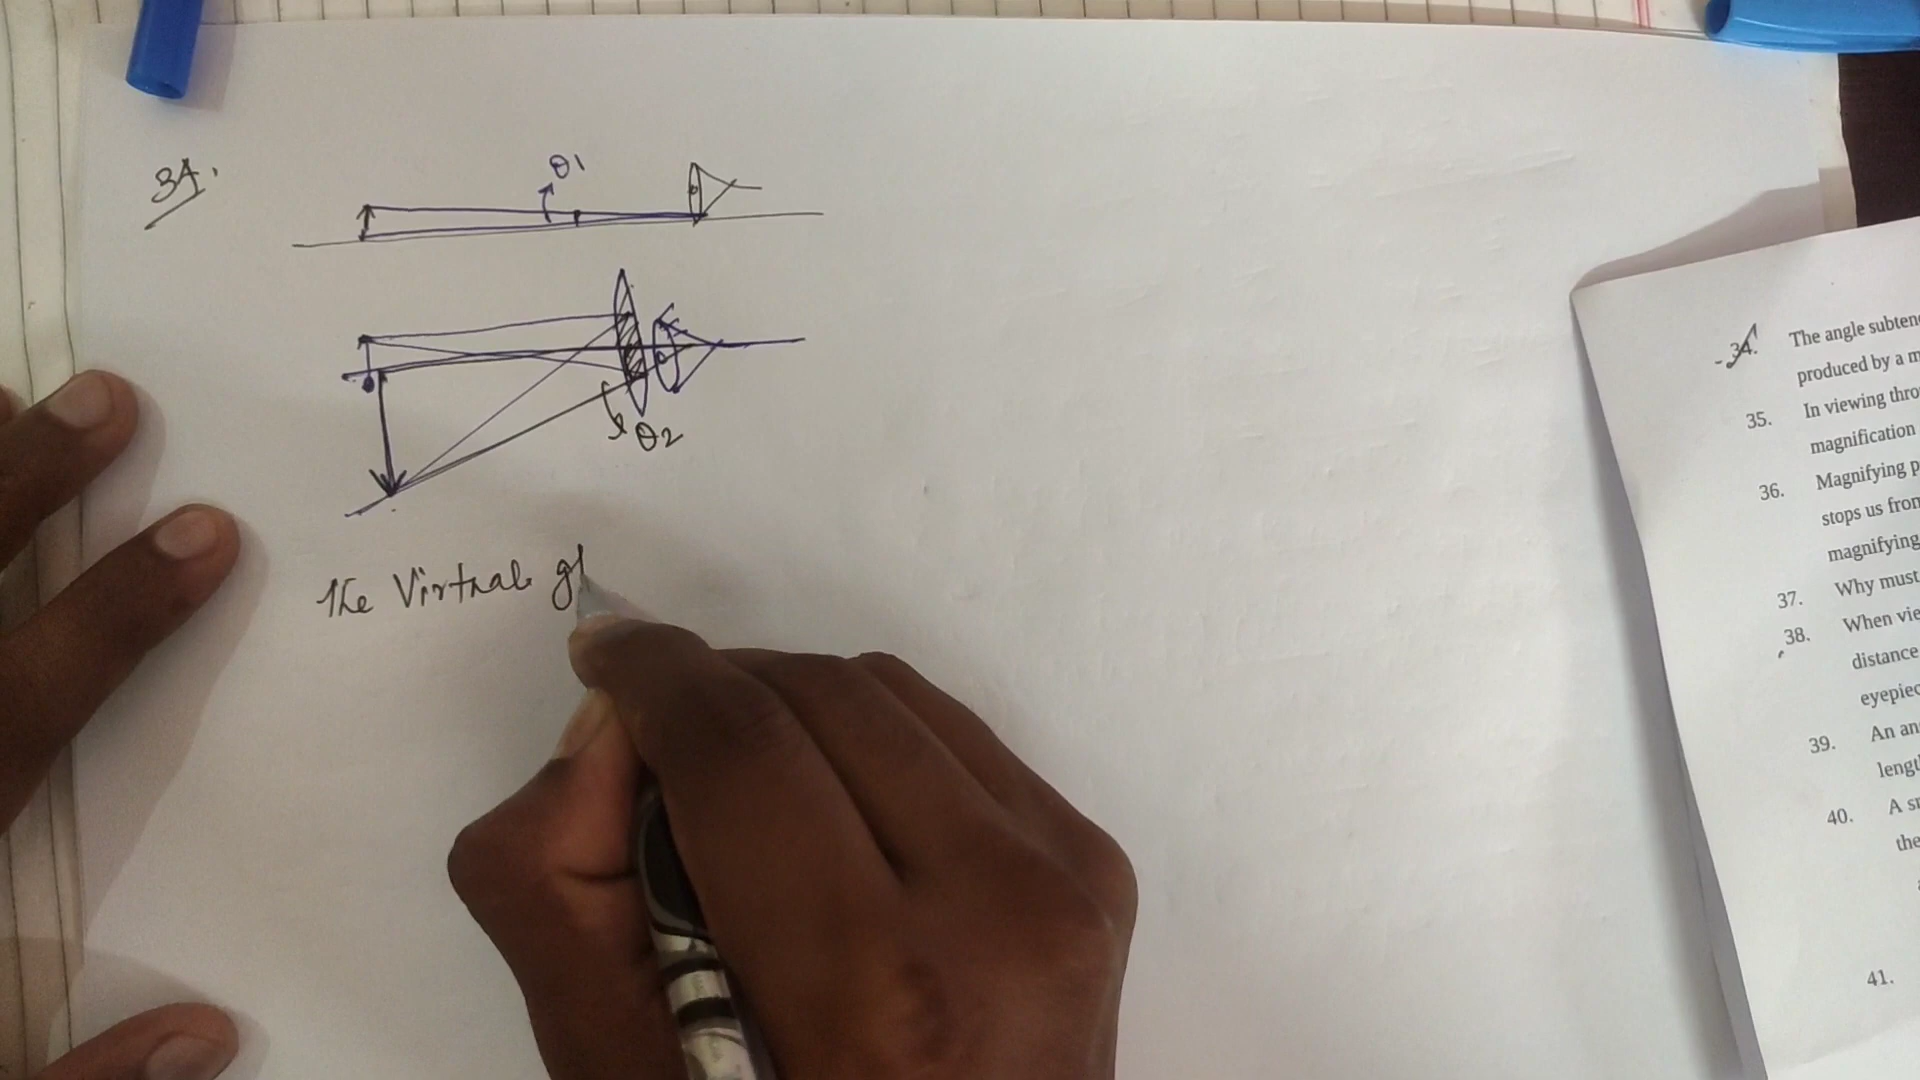 34.
θ1
θ2
The Virtual
34. The angle subten
produced by a m
35. In viewing thro
magnification
36. Magnifying p
stops us from
magnifying
37. Why must
38. When vie
distance
eyepiec
39. An an
lengt
40. A sr
the
41.